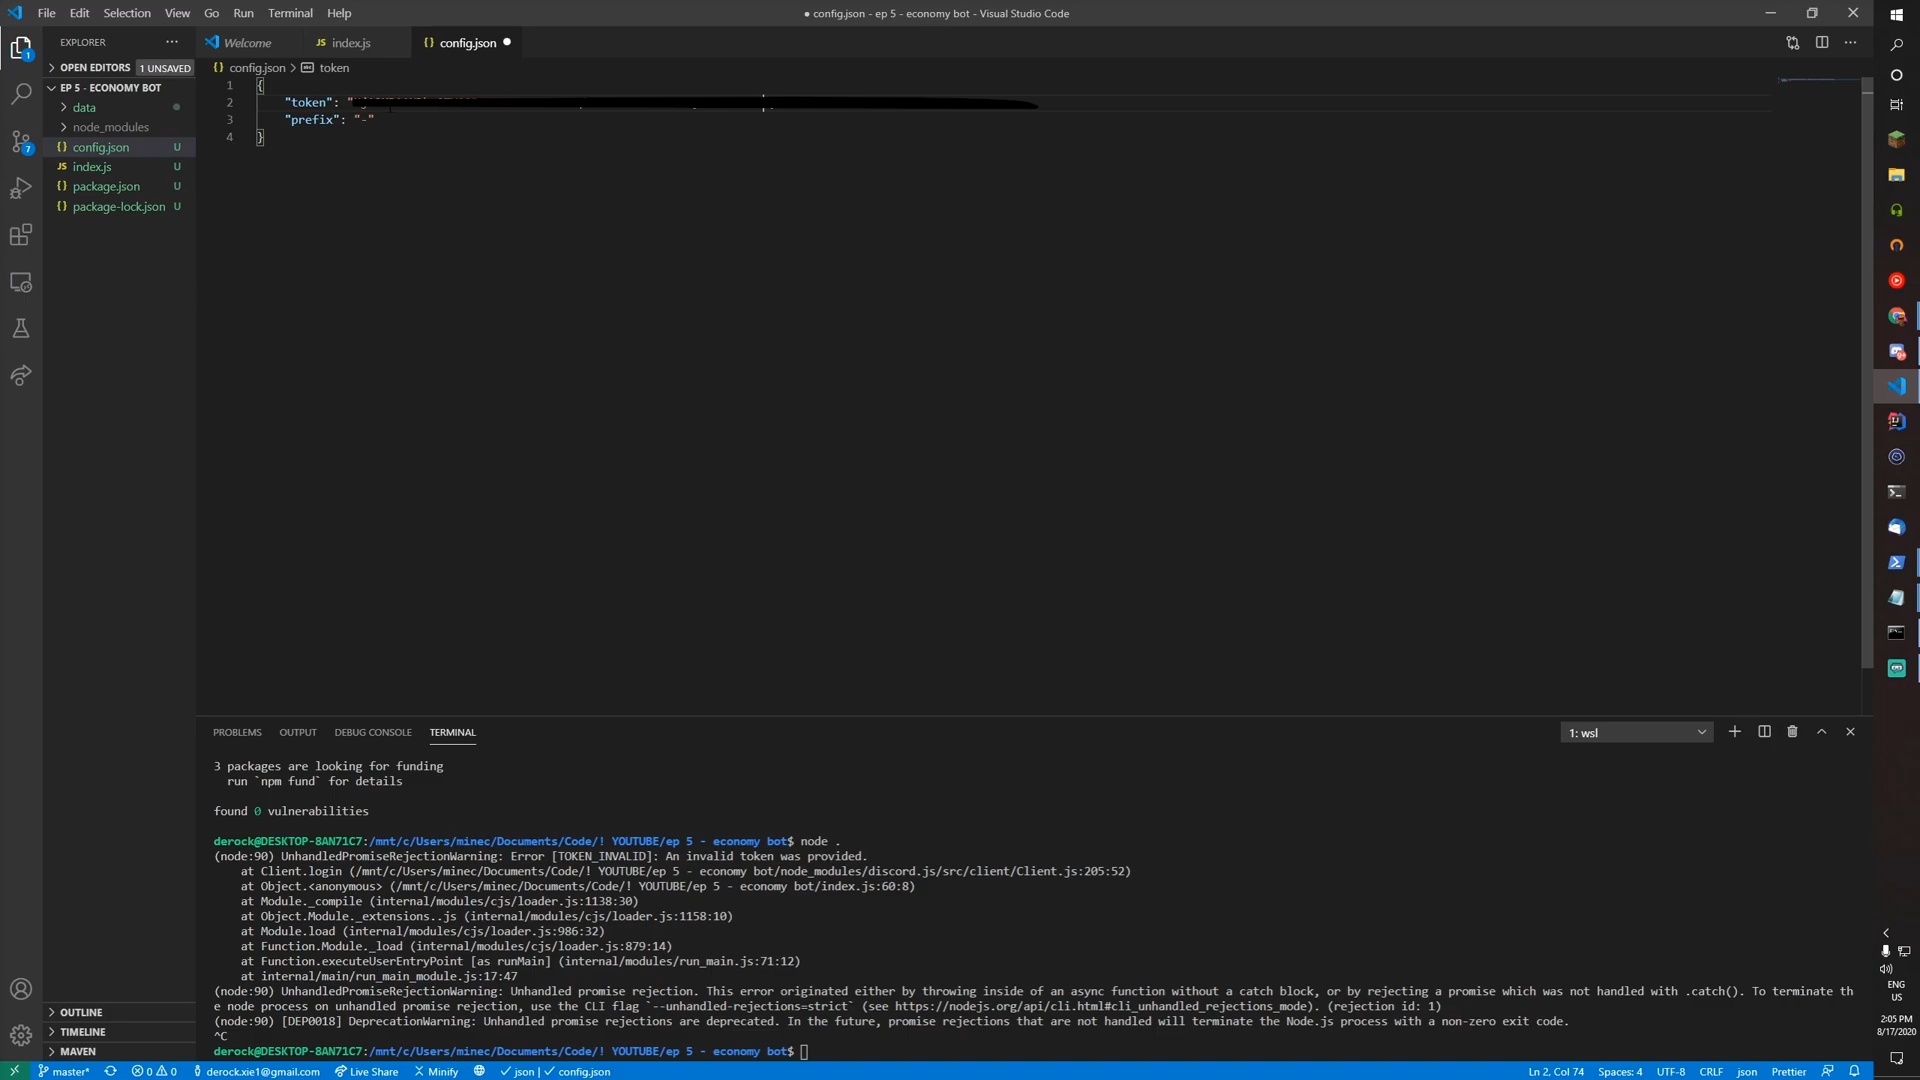 File Edit Selection View Go Run Terminal Help
● config.json - ep 5 - economy bot - Visual Studio Code
EXPLORER
Welcome
JS index.js
{} config.json
OPEN EDITORS 1 UNSAVED
{} config.json > token
EP 5 - ECONOMY BOT
data
node_modules
{} config.json U
JS index.js U
{} package.json U
{} package-lock.json U
1 {
2 "token": "
3 "prefix": "-"
4 }
1
7
PROBLEMS OUTPUT DEBUG CONSOLE TERMINAL
1: wsl
3 packages are looking for funding
run `npm fund` for details
found 0 vulnerabilities
derock@DESKTOP-8AN71C7:/mnt/c/Users/minec/Documents/Code/! YOUTUBE/ep 5 - economy bot$ node .
(node:90) UnhandledPromiseRejectionWarning: Error [TOKEN_INVALID]: An invalid token was provided.
at Client.login (/mnt/c/Users/minec/Documents/Code/! YOUTUBE/ep 5 - economy bot/node_modules/discord.js/src/client/Client.js:205:52)
at Object.<anonymous> (/mnt/c/Users/minec/Documents/Code/! YOUTUBE/ep 5 - economy bot/index.js:60:8)
at Module._compile (internal/modules/cjs/loader.js:1138:30)
at Object.Module._extensions..js (internal/modules/cjs/loader.js:1158:10)
at Module.load (internal/modules/cjs/loader.js:986:32)
at Function.Module._load (internal/modules/cjs/loader.js:879:14)
at Function.executeUserEntryPoint [as runMain] (internal/modules/run_main.js:71:12)
at internal/main/run_main_module.js:17:47
(node:90) UnhandledPromiseRejectionWarning: Unhandled promise rejection. This error originated either by throwing inside of an async function without a catch block, or by rejecting a promise which was not handled with .catch(). To terminate th
e node process on unhandled promise rejection, use the CLI flag `--unhandled-rejections=strict` (see https://nodejs.org/api/cli.html#cli_unhandled_rejections_mode). (rejection id: 1)
(node:90) [DEP0018] DeprecationWarning: Unhandled promise rejections are deprecated. In the future, promise rejections that are not handled will terminate the Node.js process with a non-zero exit code.
^C
derock@DESKTOP-8AN71C7:/mnt/c/Users/minec/Documents/Code/! YOUTUBE/ep 5 - economy bot$
OUTLINE
TIMELINE
MAVEN
master* 0 0 derock.xie1@gmail.com Live Share Minify json | config.json
Ln 2, Col 74 Spaces: 4 UTF-8 CRLF json Prettier
ENG
US
2:05 PM
8/17/2020